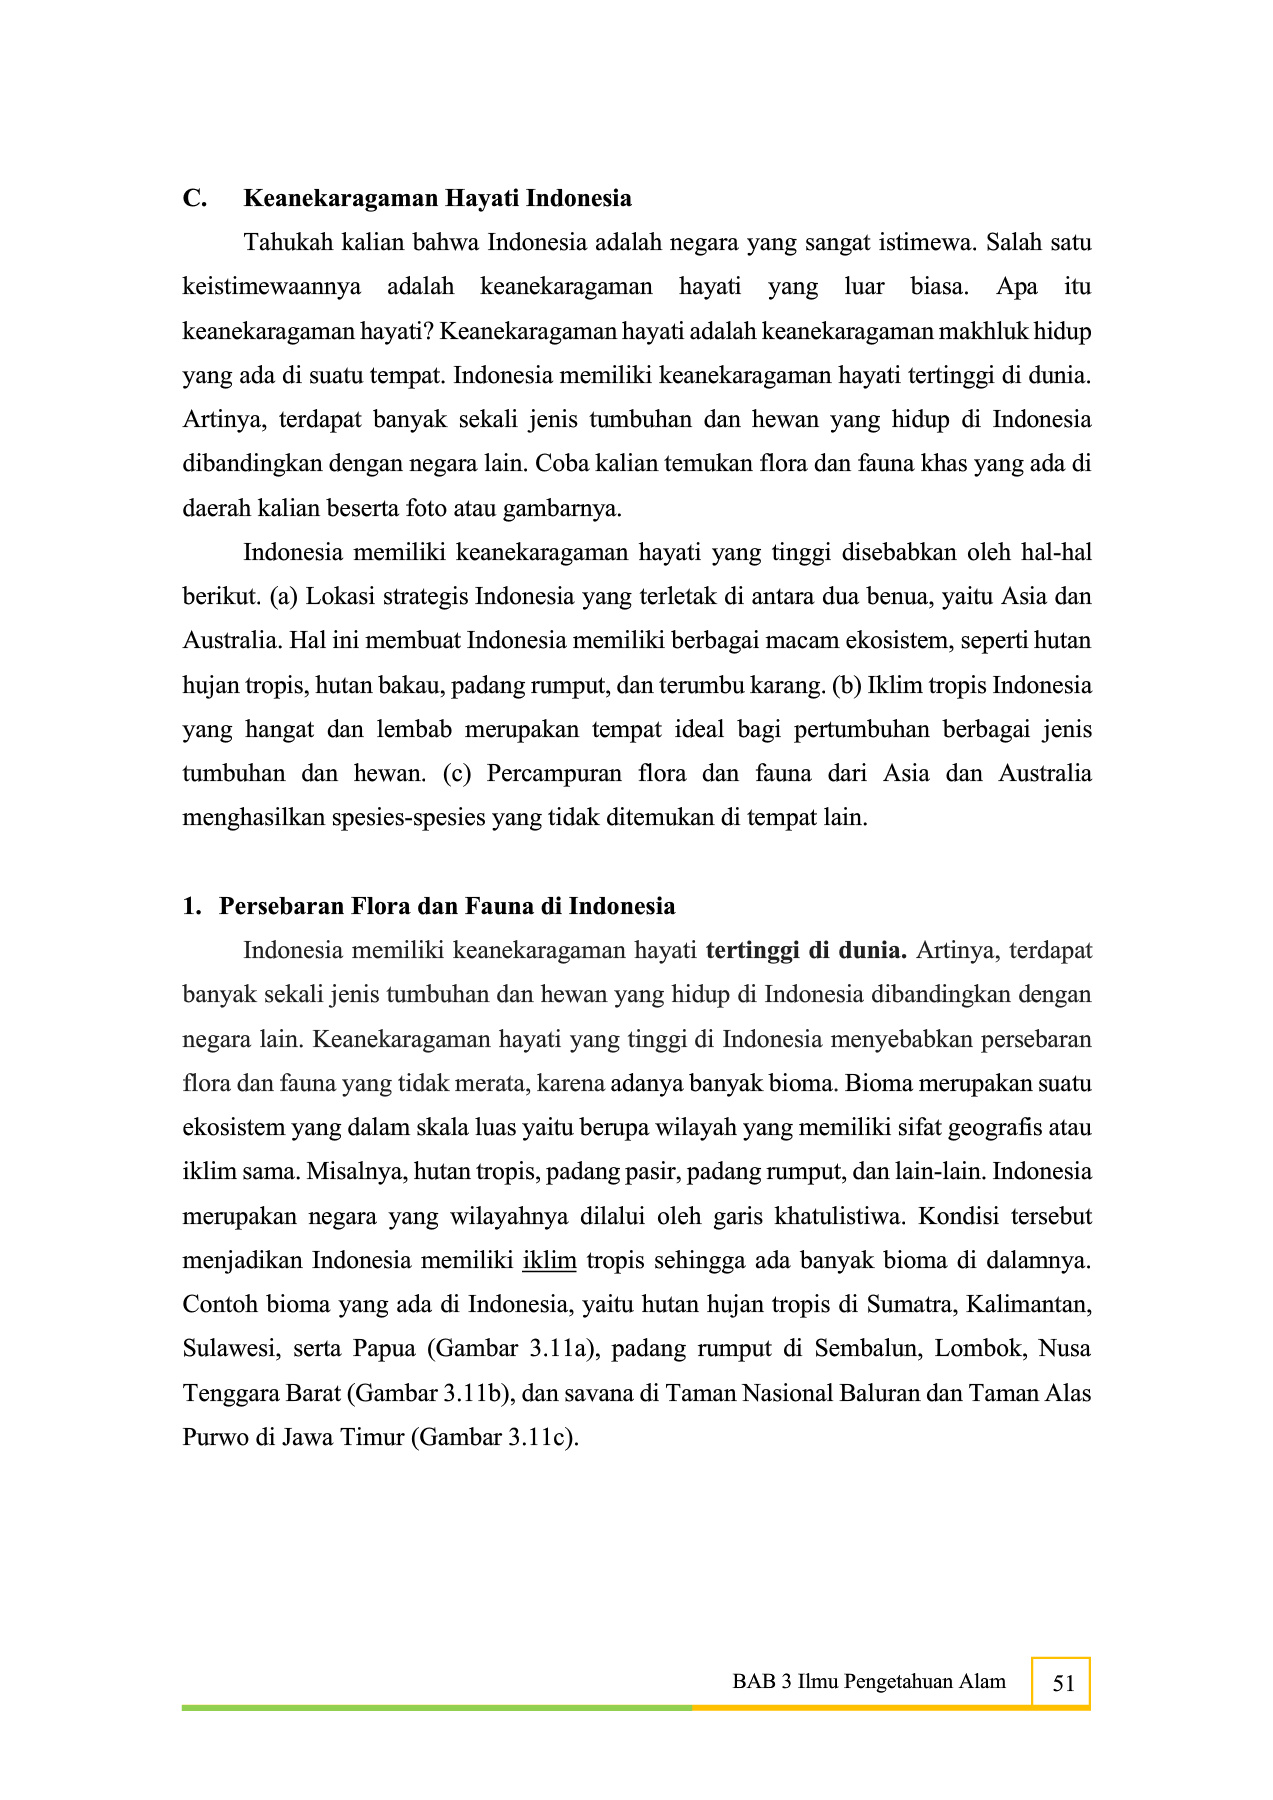 C. Keanekaragaman Hayati Indonesia
Tahukah kalian bahwa Indonesia adalah negara yang sangat istimewa. Salah satu
keistimewaannya adalah keanekaragaman hayati yang luar biasa. Apa itu
keanekaragaman hayati? Keanekaragaman hayati adalah keanekaragaman makhluk hidup
yang ada di suatu tempat. Indonesia memiliki keanekaragaman hayati tertinggi di dunia.
Artinya, terdapat banyak sekali jenis tumbuhan dan hewan yang hidup di Indonesia
dibandingkan dengan negara lain. Coba kalian temukan flora dan fauna khas yang ada di
daerah kalian beserta foto atau gambarnya.
Indonesia memiliki keanekaragaman hayati yang tinggi disebabkan oleh hal-hal
berikut. (a) Lokasi strategis Indonesia yang terletak di antara dua benua, yaitu Asia dan
Australia. Hal ini membuat Indonesia memiliki berbagai macam ekosistem, seperti hutan
hujan tropis, hutan bakau, padang rumput, dan terumbu karang. (b) Iklim tropis Indonesia
yang hangat dan lembab merupakan tempat ideal bagi pertumbuhan berbagai jenis
tumbuhan dan hewan. (c) Percampuran flora dan fauna dari Asia dan Australia
menghasilkan spesies-spesies yang tidak ditemukan di tempat lain.
1. Persebaran Flora dan Fauna di Indonesia
Indonesia memiliki keanekaragaman hayati tertinggi di dunia. Artinya, terdapat
banyak sekali jenis tumbuhan dan hewan yang hidup di Indonesia dibandingkan dengan
negara lain. Keanekaragaman hayati yang tinggi di Indonesia menyebabkan persebaran
flora dan fauna yang tidak merata, karena adanya banyak bioma. Bioma merupakan suatu
ekosistem yang dalam skala luas yaitu berupa wilayah yang memiliki sifat geografis atau
iklim sama. Misalnya, hutan tropis, padang pasir, padang rumput, dan lain-lain. Indonesia
merupakan negara yang wilayahnya dilalui oleh garis khatulistiwa. Kondisi tersebut
menjadikan Indonesia memiliki iklim tropis sehingga ada banyak bioma di dalamnya.
Contoh bioma yang ada di Indonesia, yaitu hutan hujan tropis di Sumatra, Kalimantan,
Sulawesi, serta Papua (Gambar 3.11a), padang rumput di Sembalun, Lombok, Nusa
Tenggara Barat (Gambar 3.11b), dan savana di Taman Nasional Baluran dan Taman Alas
Purwo di Jawa Timur (Gambar 3.11c).
BAB 3 Ilmu Pengetahuan Alam 51